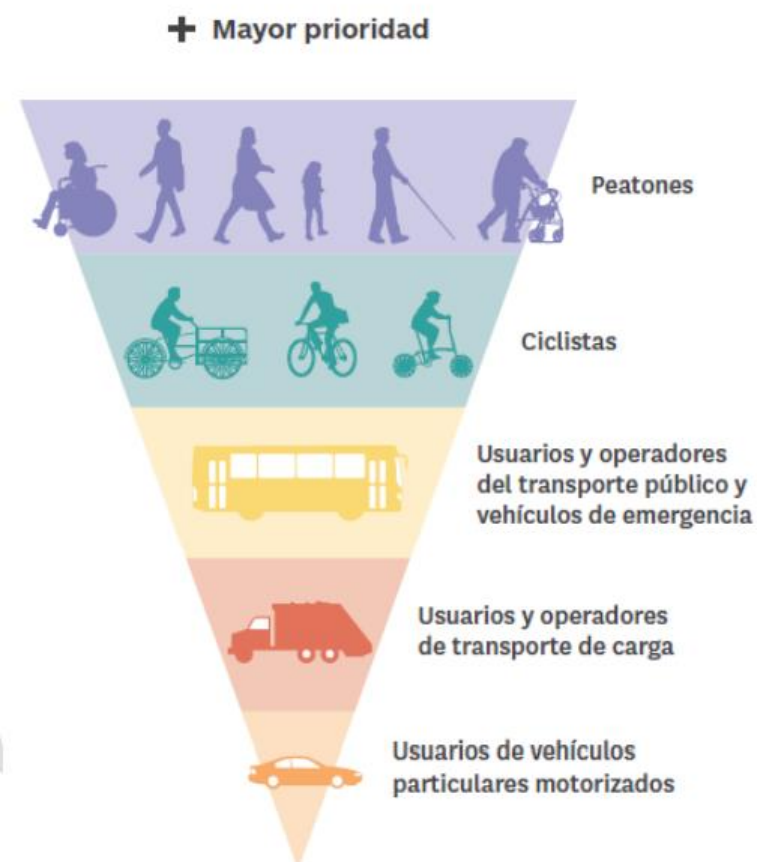 + Mayor prioridad
Peatones
Ciclistas
Usuarios y operadores
del transporte público y
vehículos de emergencia
Usuarios y operadores
de transporte de carga
Usuarios de vehículos
particulares motorizados